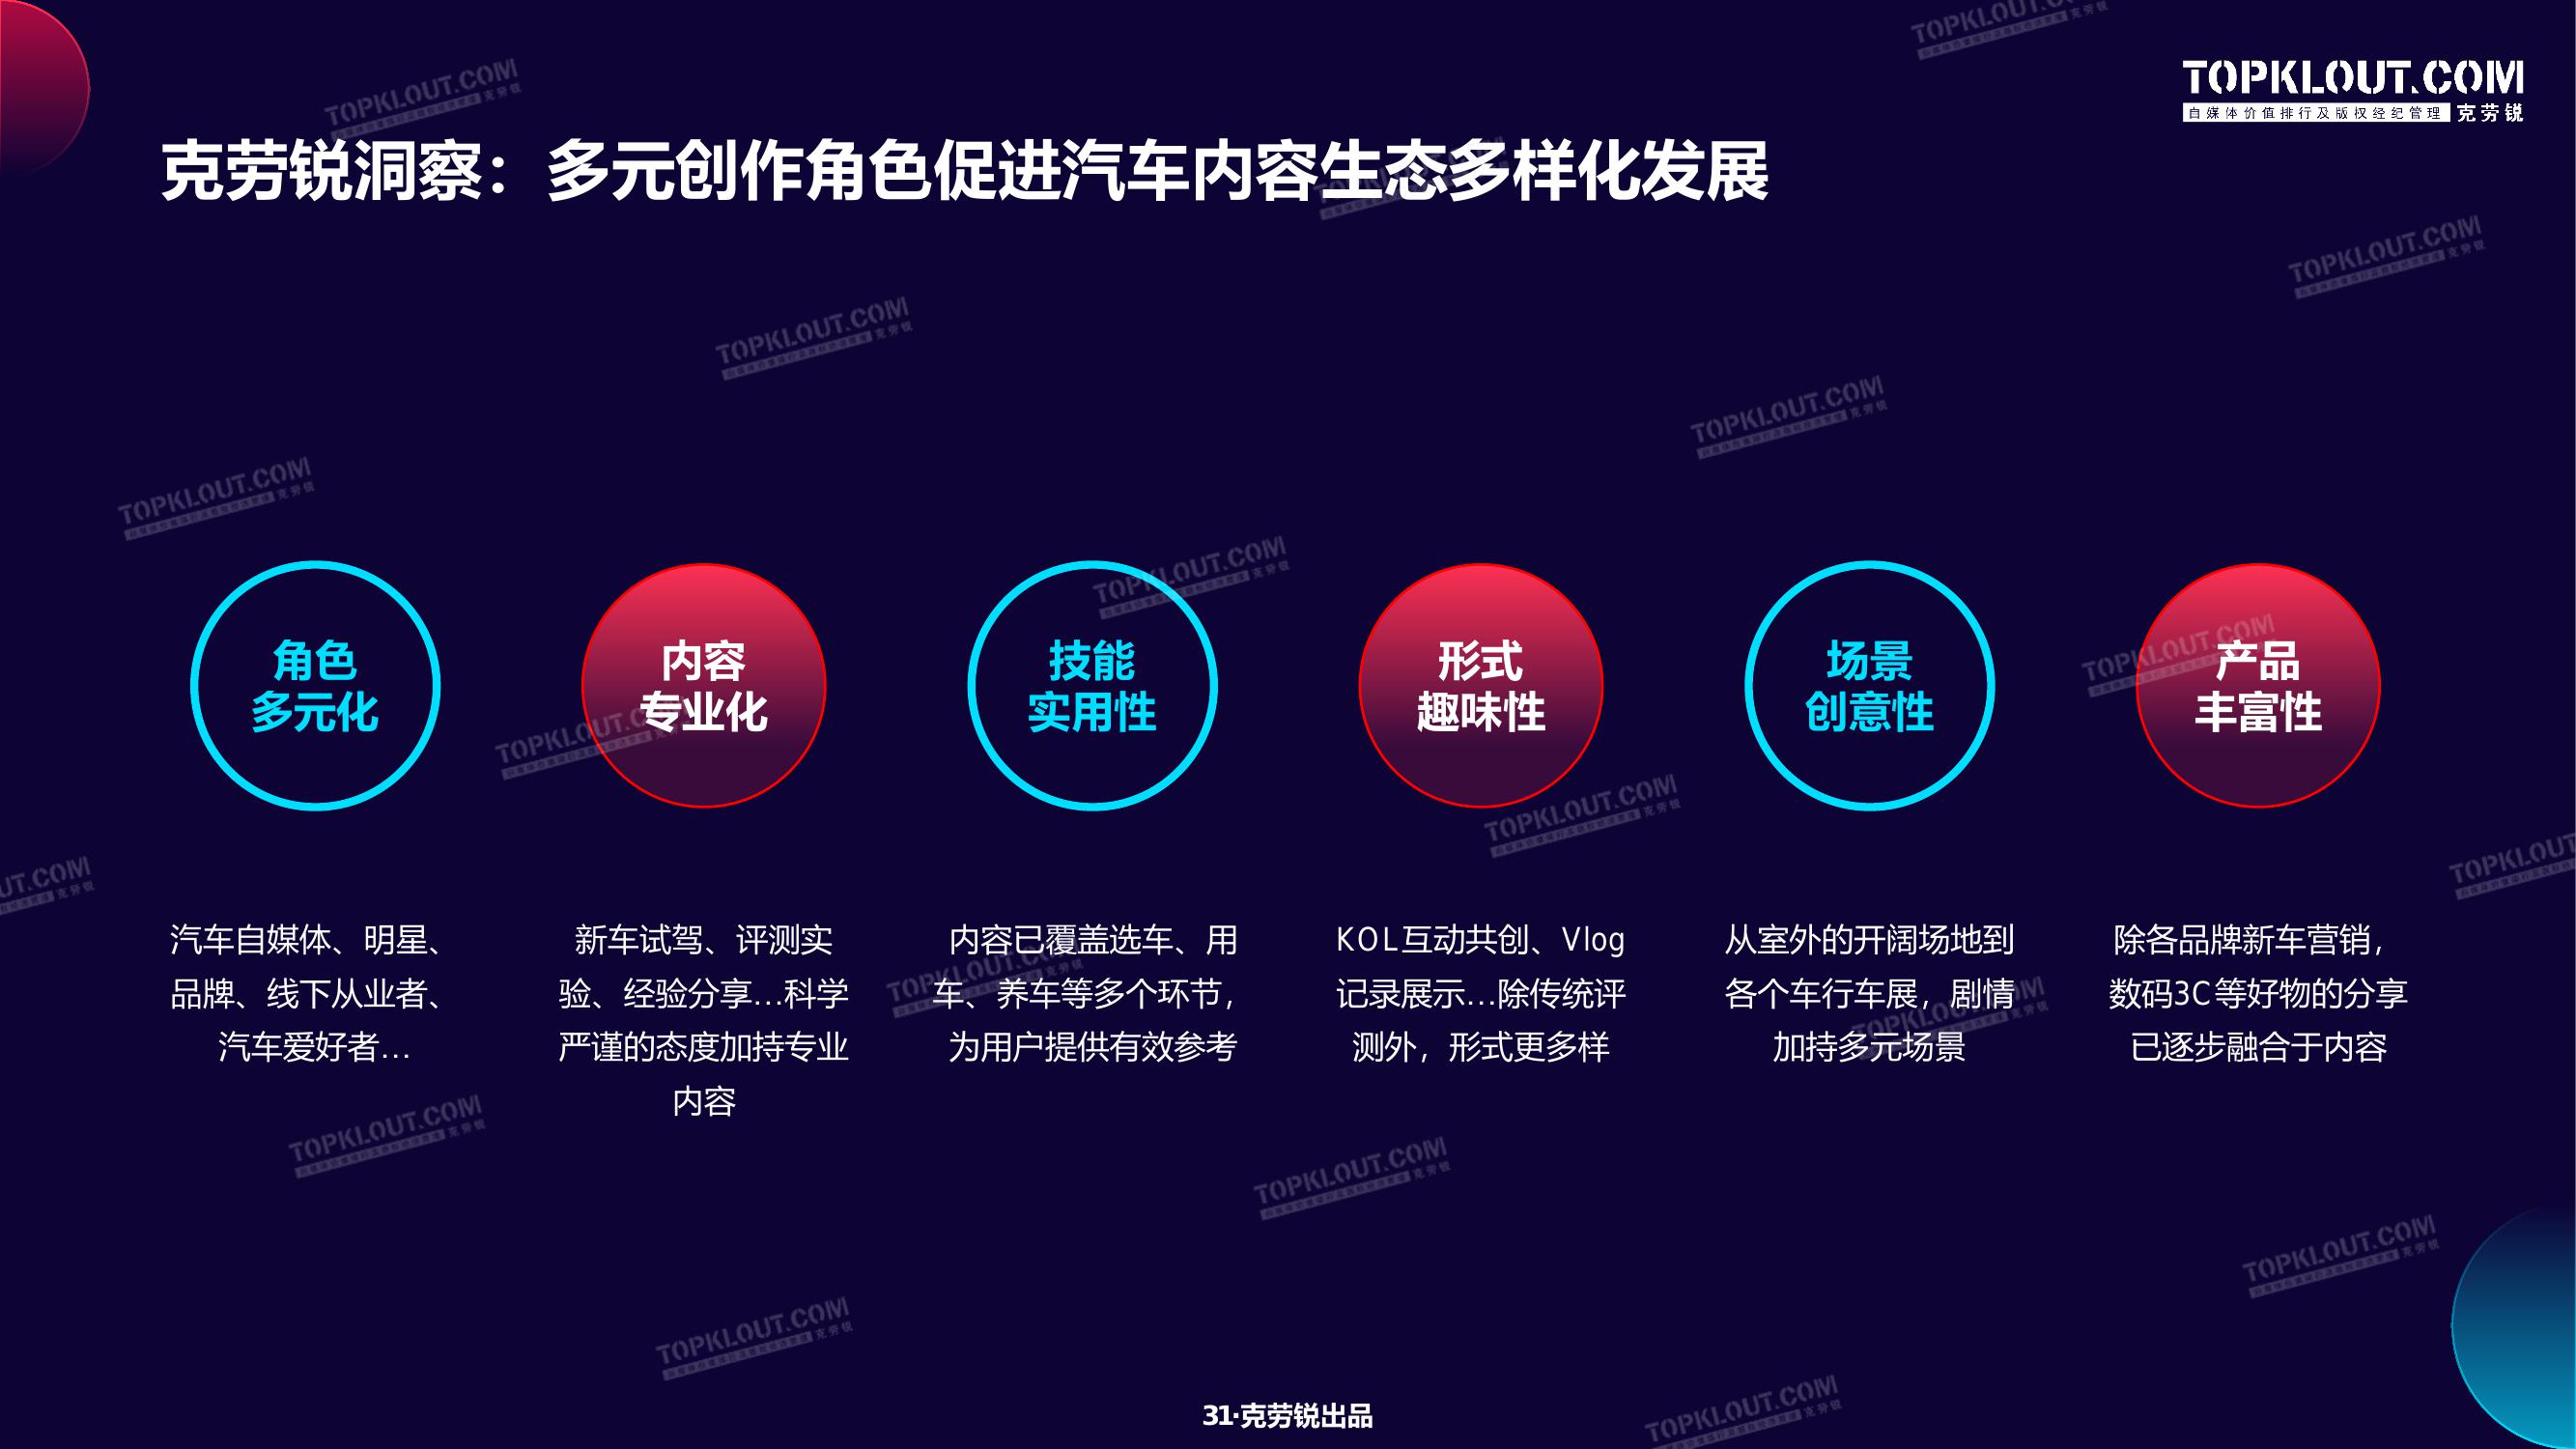 TOPKLOUT.COM
自媒体价值排行及版权经纪管理 克劳锐
克劳锐洞察：多元创作角色促进汽车内容生态多样化发展
角色
多元化
内容
专业化
技能
实用性
形式
趣味性
场景
创意性
产品
丰富性
汽车自媒体、明星、
品牌、线下从业者、
汽车爱好者...
新车试驾、评测实
验、经验分享...科学
严谨的态度加持专业
内容
内容已覆盖选车、用
车、养车等多个环节，
为用户提供有效参考
KOL互动共创、Vlog
记录展示...除传统评
测外，形式更多样
从室外的开阔场地到
各个车行车展，剧情
加持多元场景
除各品牌新车营销，
数码3C等好物的分享
已逐步融合于内容
31·克劳锐出品